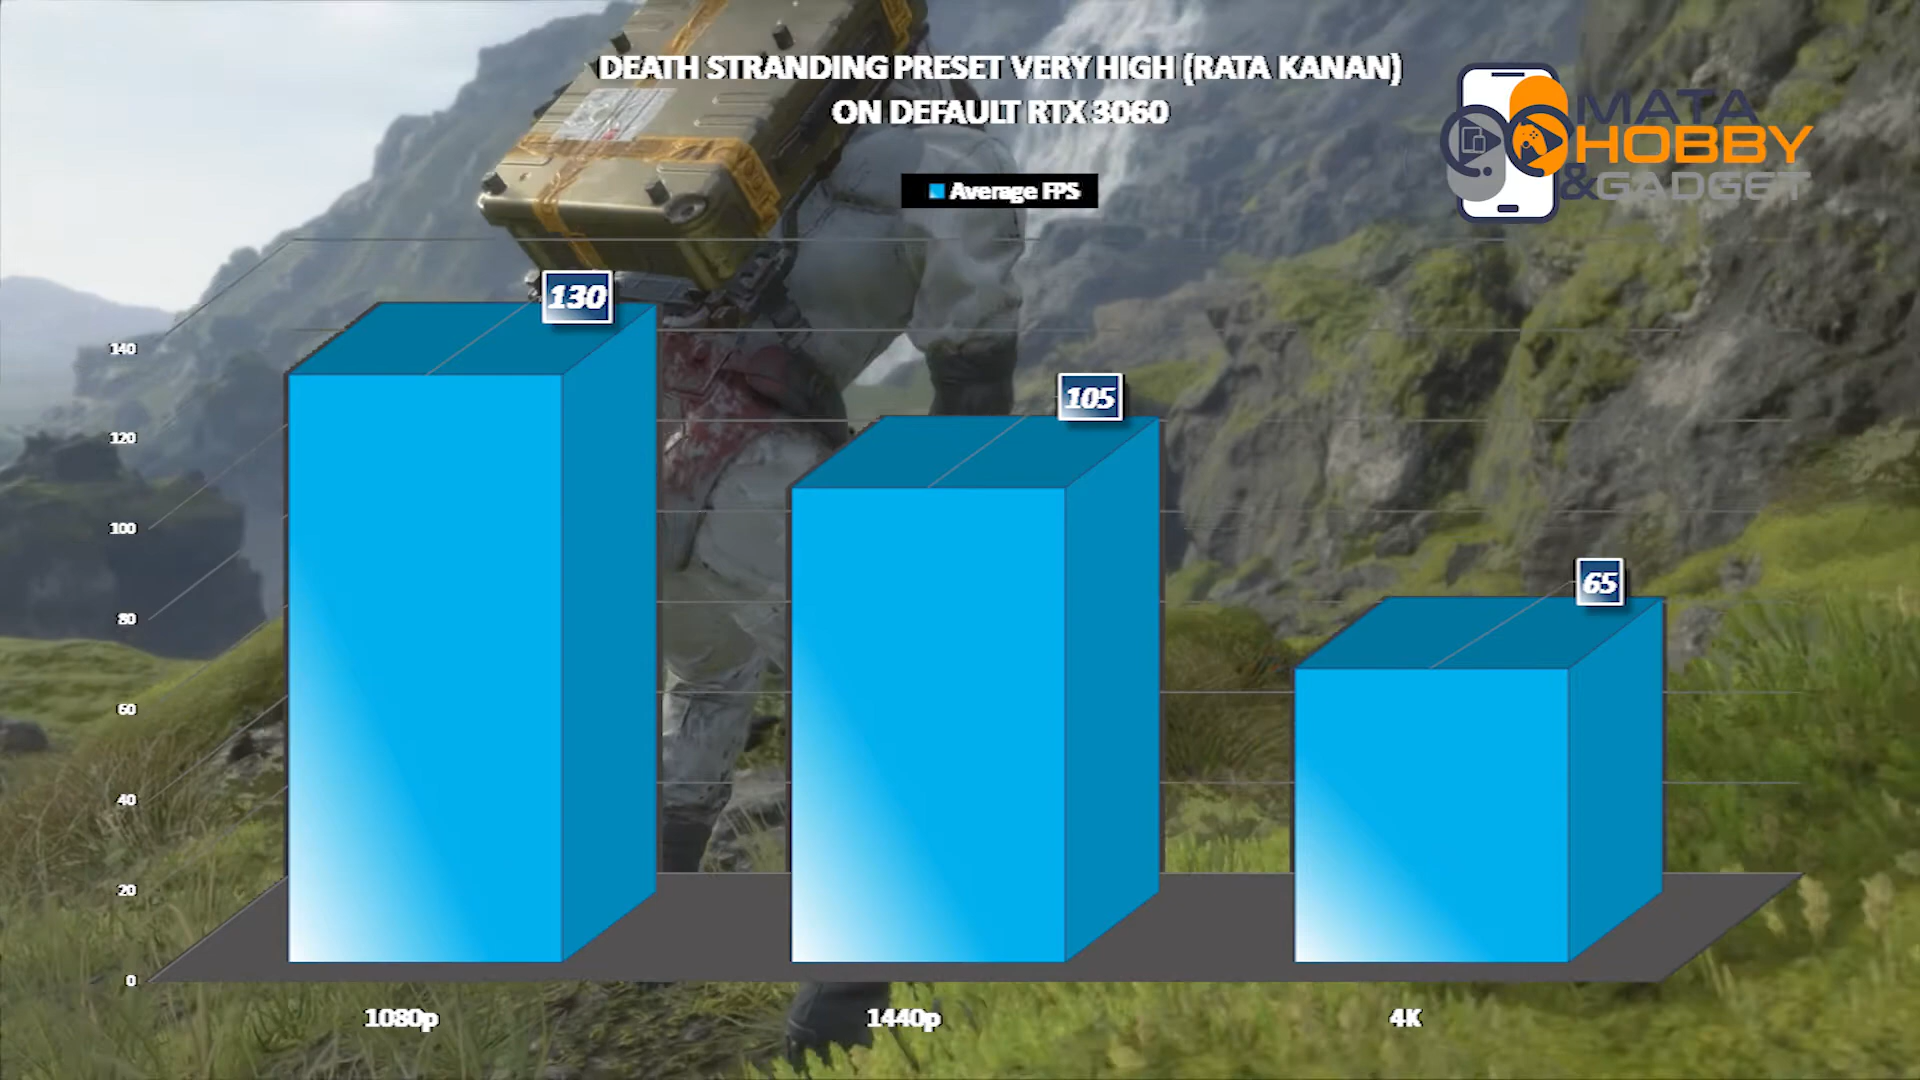 DEATH STRANDING PRESET VERY HIGH (RATA KANAN)
ON DEFAULT RTX 3060
MATA
HOBBY
&GADGET
Average FPS
130
105
65
140
120
100
80
60
40
20
0
1080p
1440p
4K